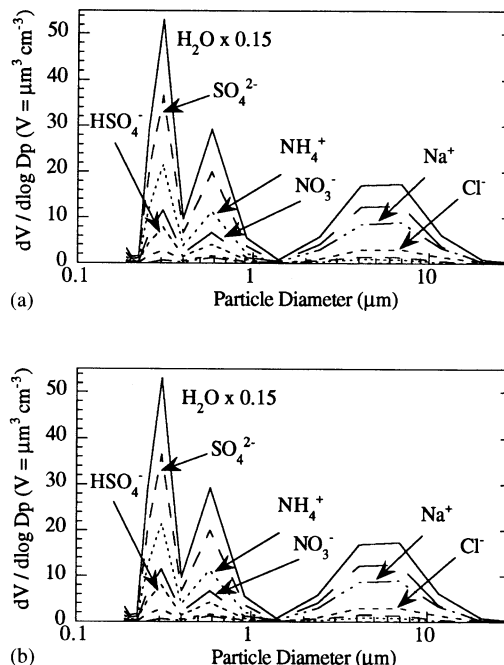 50
40
30
20
10
0
dV / dlog Dp (V = μm³ cm⁻³)
H₂O x 0.15
SO₄²⁻
HSO₄⁻
NH₄⁺
NO₃⁻
Na⁺
Cl⁻
0.1
1
10
Particle Diameter (μm)
(a)
50
40
30
20
10
0
dV / dlog Dp (V = μm³ cm⁻³)
H₂O x 0.15
SO₄²⁻
HSO₄⁻
NH₄⁺
NO₃⁻
Na⁺
Cl⁻
0.1
1
10
Particle Diameter (μm)
(b)